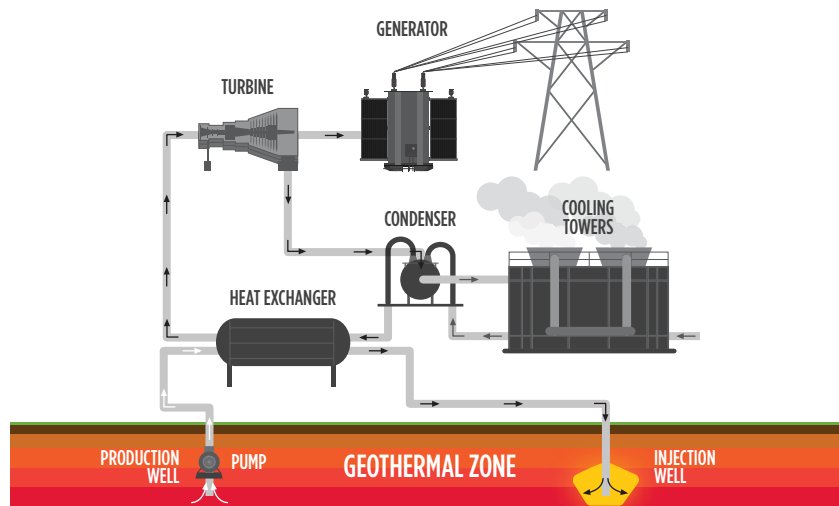 GENERATOR
TURBINE
CONDENSER
COOLING
TOWERS
HEAT EXCHANGER
PRODUCTION
WELL
PUMP
GEOTHERMAL ZONE
INJECTION
WELL